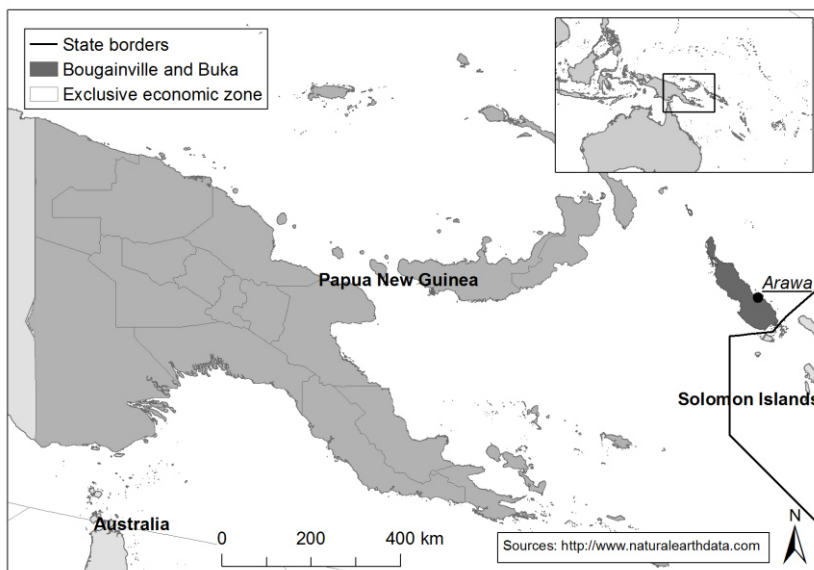 State borders
Bougainville and Buka
Exclusive economic zone
Papua New Guinea
Arawa
Solomon Islands
Australia
0 200 400 km
Sources: http://www.naturalearthdata.com
N